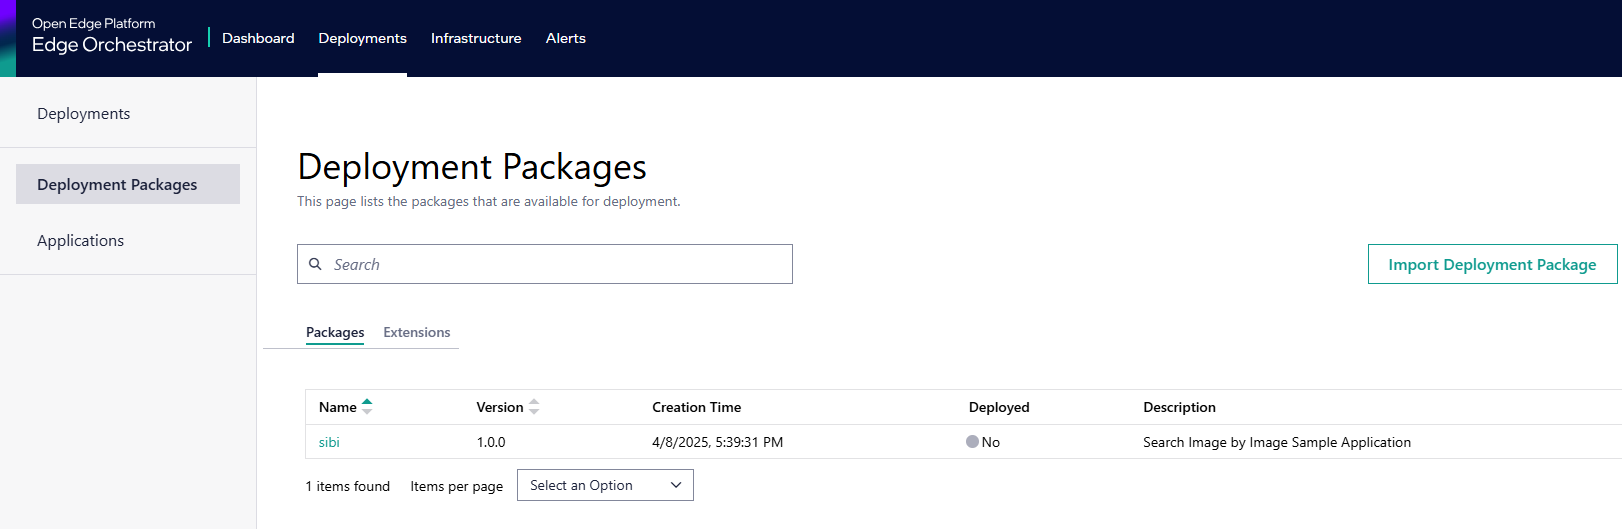 Open Edge Platform
Edge Orchestrator
Dashboard Deployments Infrastructure Alerts
Deployments
Deployment Packages
Applications
Deployment Packages
This page lists the packages that are available for deployment.
Search
Import Deployment Package
Packages Extensions
Name Version Creation Time Deployed Description
sibi 1.0.0 4/8/2025, 5:39:31 PM No Search Image by Image Sample Application
1 items found Items per page Select an Option